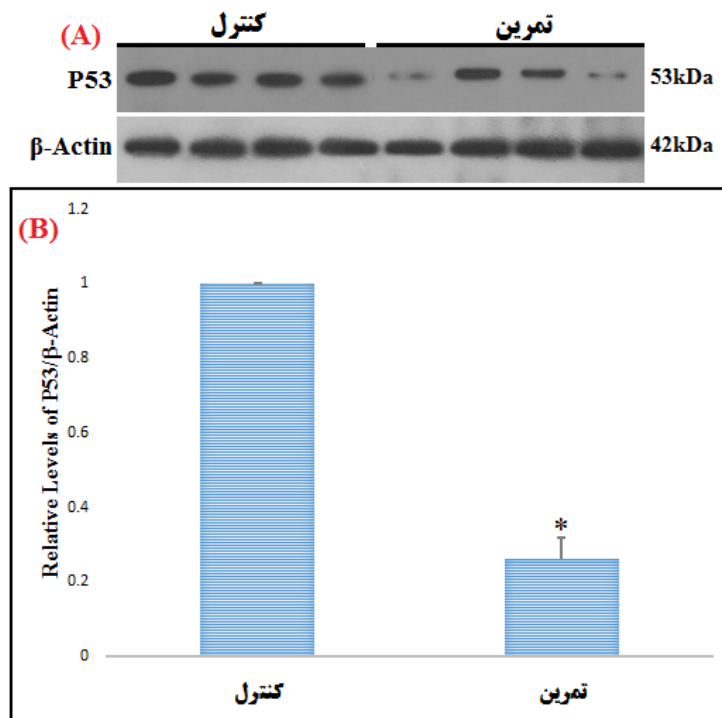 (A) کنترل تمرین
P53 53kDa
β-Actin 42kDa
(B)
Relative Levels of P53/β-Actin
1.2
1
0.8
0.6
0.4
0.2
0
*
کنترل تمرین